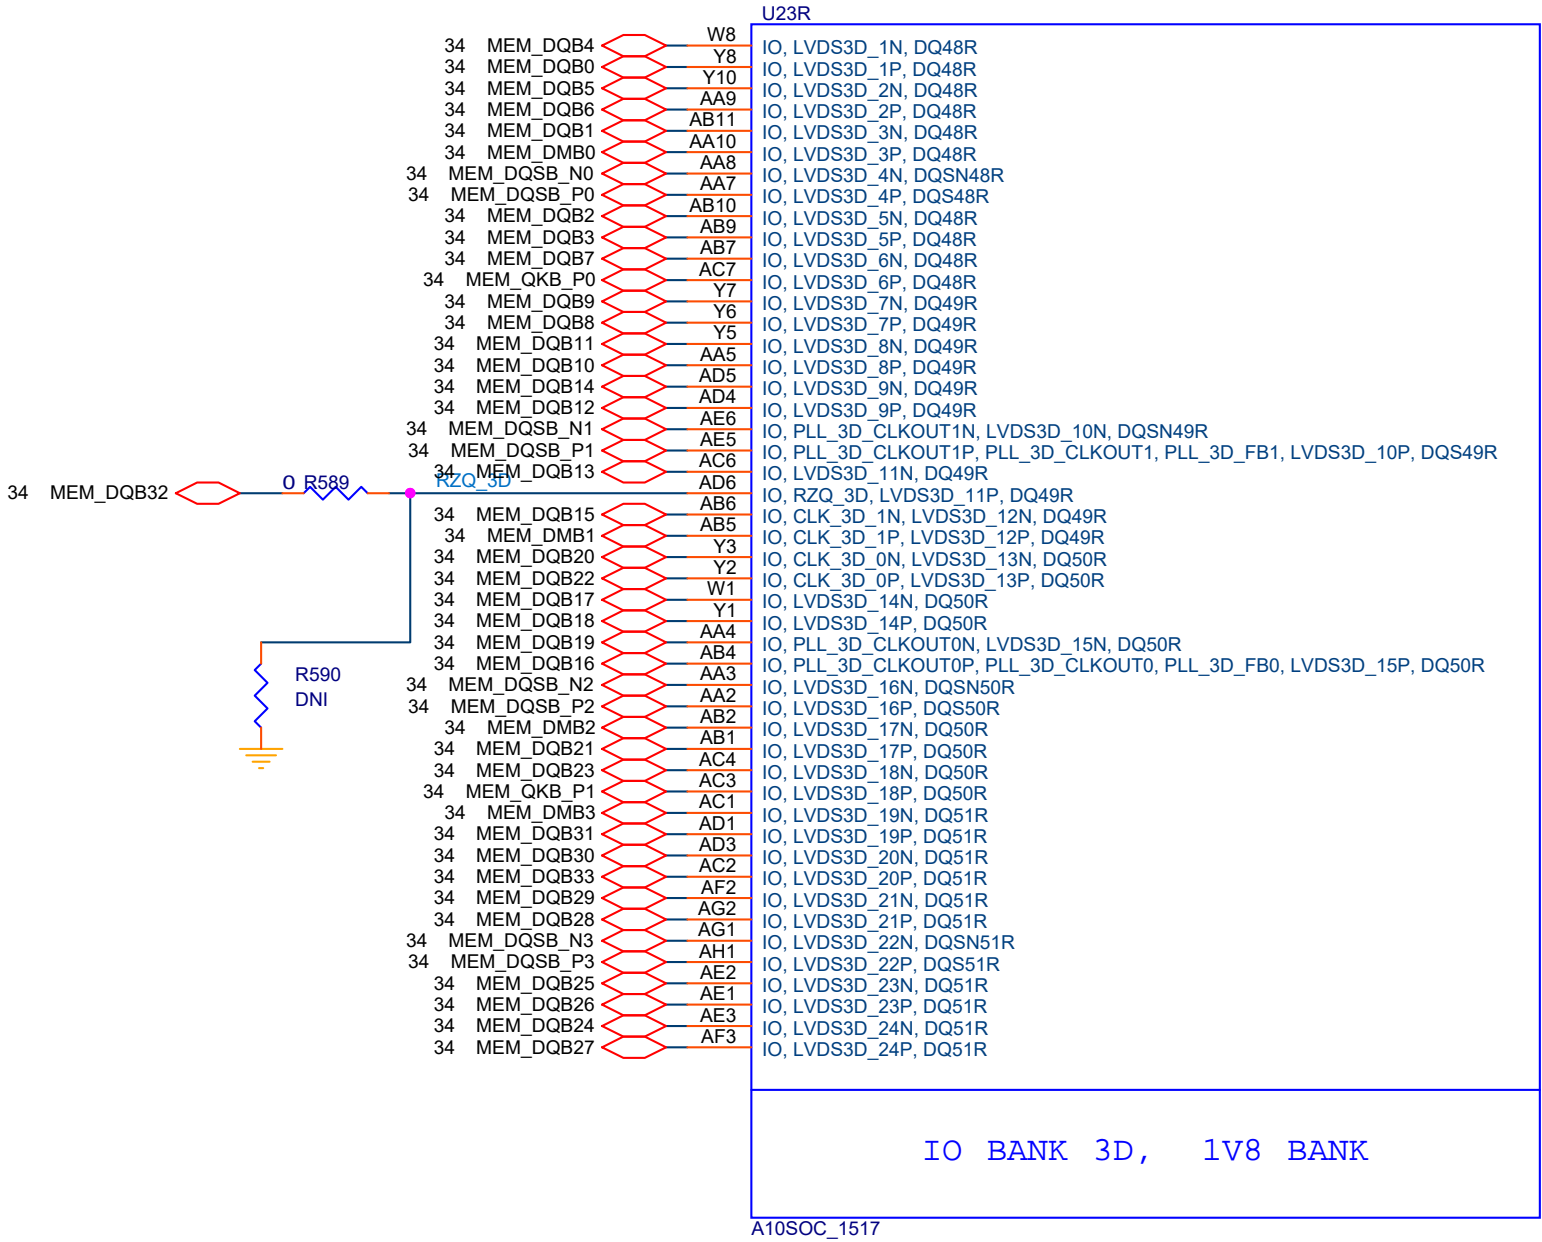 U23R
34 MEM_DQB4 W8 IO, LVDS3D_1N, DQ48R
34 MEM_DQB0 Y8 IO, LVDS3D_1P, DQ48R
34 MEM_DQB5 Y10 IO, LVDS3D_2N, DQ48R
34 MEM_DQB6 AA9 IO, LVDS3D_2P, DQ48R
34 MEM_DQB1 AB11 IO, LVDS3D_3N, DQ48R
34 MEM_DMB0 AA10 IO, LVDS3D_3P, DQ48R
34 MEM_DQSB_N0 AA8 IO, LVDS3D_4N, DQSN48R
34 MEM_DQSB_P0 AA7 IO, LVDS3D_4P, DQS48R
34 MEM_DQB2 AB10 IO, LVDS3D_5N, DQ48R
34 MEM_DQB3 AB9 IO, LVDS3D_5P, DQ48R
34 MEM_DQB7 AB7 IO, LVDS3D_6N, DQ48R
34 MEM_QKB_P0 AC7 IO, LVDS3D_6P, DQ48R
34 MEM_DQB9 Y7 IO, LVDS3D_7N, DQ49R
34 MEM_DQB8 Y6 IO, LVDS3D_7P, DQ49R
34 MEM_DQB11 Y5 IO, LVDS3D_8N, DQ49R
34 MEM_DQB10 AA5 IO, LVDS3D_8P, DQ49R
34 MEM_DQB14 AD5 IO, LVDS3D_9N, DQ49R
34 MEM_DQB12 AD4 IO, LVDS3D_9P, DQ49R
34 MEM_DQSB_N1 AE6 IO, PLL_3D_CLKOUT1N, LVDS3D_10N, DQSN49R
34 MEM_DQSB_P1 AE5 IO, PLL_3D_CLKOUT1P, PLL_3D_CLKOUT1, PLL_3D_FB1, LVDS3D_10P, DQS49R
34 MEM_DQB13 AC6 IO, LVDS3D_11N, DQ49R
34 MEM_DQB32 0 R589 RZQ_3D AD6 IO, RZQ_3D, LVDS3D_11P, DQ49R
34 MEM_DQB15 AB6 IO, CLK_3D_1N, LVDS3D_12N, DQ49R
34 MEM_DMB1 AB5 IO, CLK_3D_1P, LVDS3D_12P, DQ49R
34 MEM_DQB20 Y3 IO, CLK_3D_0N, LVDS3D_13N, DQ50R
34 MEM_DQB22 Y2 IO, CLK_3D_0P, LVDS3D_13P, DQ50R
34 MEM_DQB17 W1 IO, LVDS3D_14N, DQ50R
34 MEM_DQB18 Y1 IO, LVDS3D_14P, DQ50R
34 MEM_DQB19 AA4 IO, PLL_3D_CLKOUT0N, LVDS3D_15N, DQ50R
34 MEM_DQB16 AB4 IO, PLL_3D_CLKOUT0P, PLL_3D_CLKOUT0, PLL_3D_FB0, LVDS3D_15P, DQ50R
R590
DNI
34 MEM_DQSB_N2 AA3 IO, LVDS3D_16N, DQSN50R
34 MEM_DQSB_P2 AA2 IO, LVDS3D_16P, DQS50R
34 MEM_DMB2 AB2 IO, LVDS3D_17N, DQ50R
34 MEM_DQB21 AB1 IO, LVDS3D_17P, DQ50R
34 MEM_DQB23 AC4 IO, LVDS3D_18N, DQ50R
34 MEM_QKB_P1 AC3 IO, LVDS3D_18P, DQ50R
34 MEM_DMB3 AC1 IO, LVDS3D_19N, DQ51R
34 MEM_DQB31 AD1 IO, LVDS3D_19P, DQ51R
34 MEM_DQB30 AD3 IO, LVDS3D_20N, DQ51R
34 MEM_DQB33 AC2 IO, LVDS3D_20P, DQ51R
34 MEM_DQB29 AF2 IO, LVDS3D_21N, DQ51R
34 MEM_DQB28 AG2 IO, LVDS3D_21P, DQ51R
34 MEM_DQSB_N3 AG1 IO, LVDS3D_22N, DQSN51R
34 MEM_DQSB_P3 AH1 IO, LVDS3D_22P, DQS51R
34 MEM_DQB25 AE2 IO, LVDS3D_23N, DQ51R
34 MEM_DQB26 AE1 IO, LVDS3D_23P, DQ51R
34 MEM_DQB24 AE3 IO, LVDS3D_24N, DQ51R
34 MEM_DQB27 AF3 IO, LVDS3D_24P, DQ51R
IO BANK 3D, 1V8 BANK
A10SOC_1517